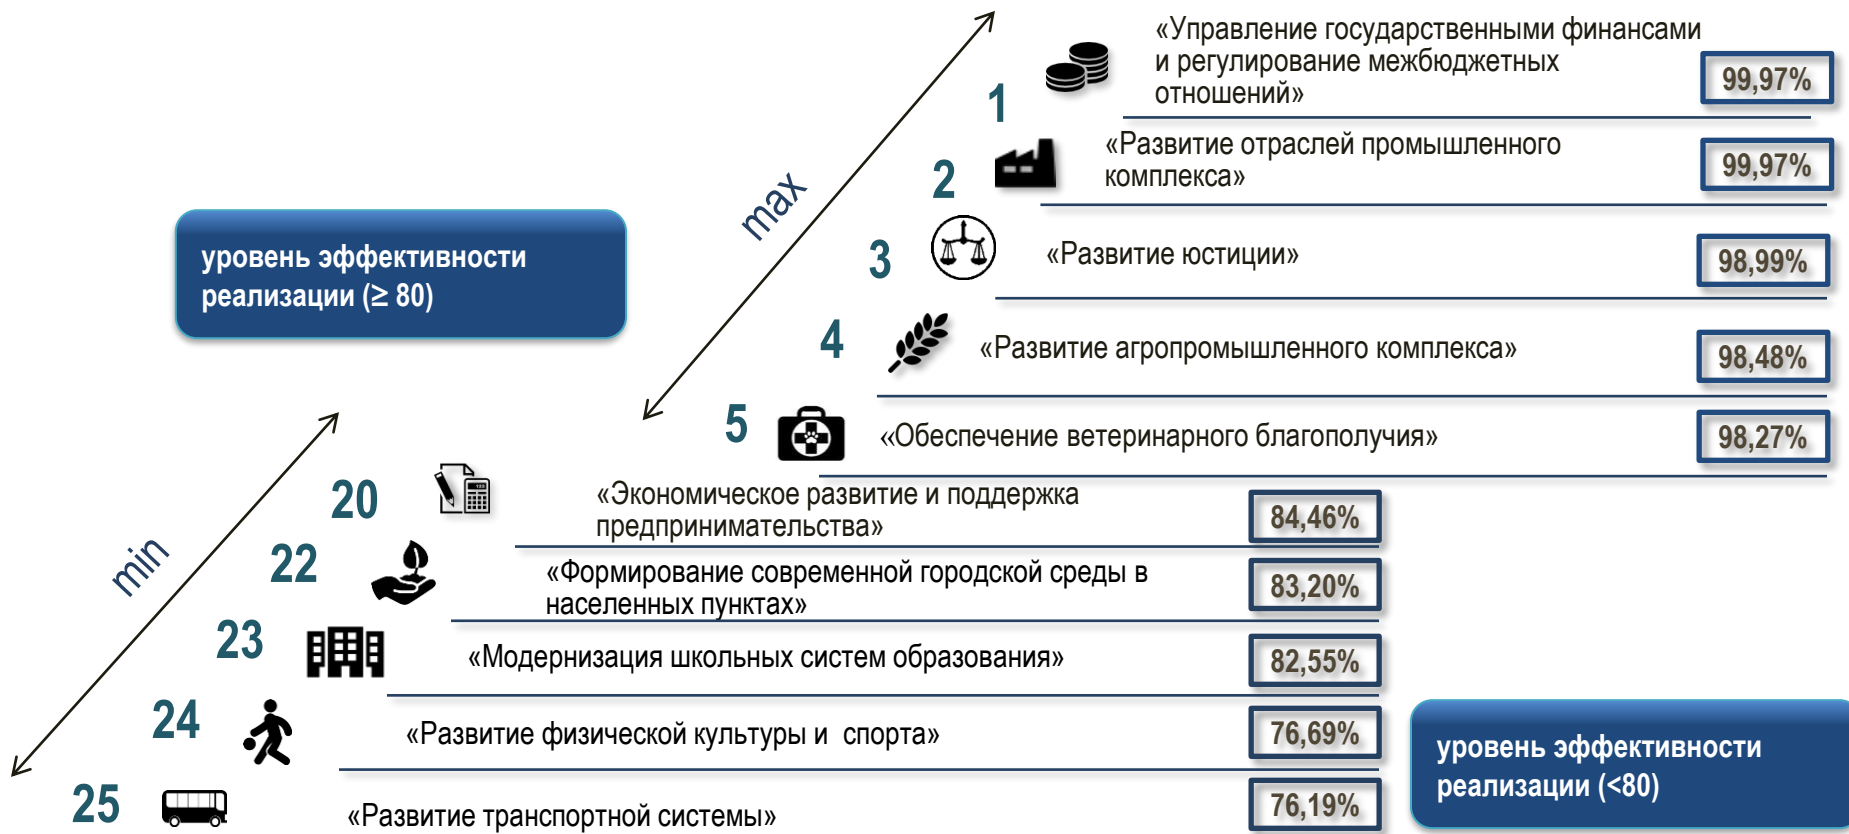 «Управление государственными финансами
и регулирование межбюджетных
отношений»
99,97%
1
«Развитие отраслей промышленного
комплекса»
99,97%
2
max
уровень эффективности
реализации (≥ 80)
3
«Развитие юстиции»
98,99%
4
«Развитие агропромышленного комплекса»
98,48%
5
«Обеспечение ветеринарного благополучия»
98,27%
min
20
«Экономическое развитие и поддержка
предпринимательства»
84,46%
22
«Формирование современной городской среды в
населенных пунктах»
83,20%
23
«Модернизация школьных систем образования»
82,55%
24
«Развитие физической культуры и спорта»
76,69%
уровень эффективности
реализации (<80)
25
«Развитие транспортной системы»
76,19%